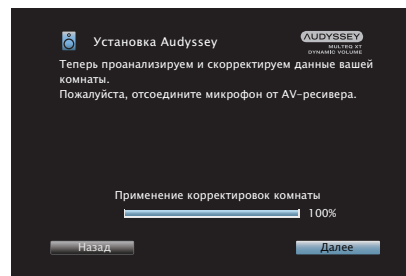 Установка Audyssey
AUDYSSEY
MULTEQ XT
DYNAMIC VOLUME
Теперь проанализируем и скорректируем данные вашей
комнаты.
Пожалуйста, отсоедините микрофон от AV-ресивера.
Применение корректировок комнаты
100%
Назад
Далее